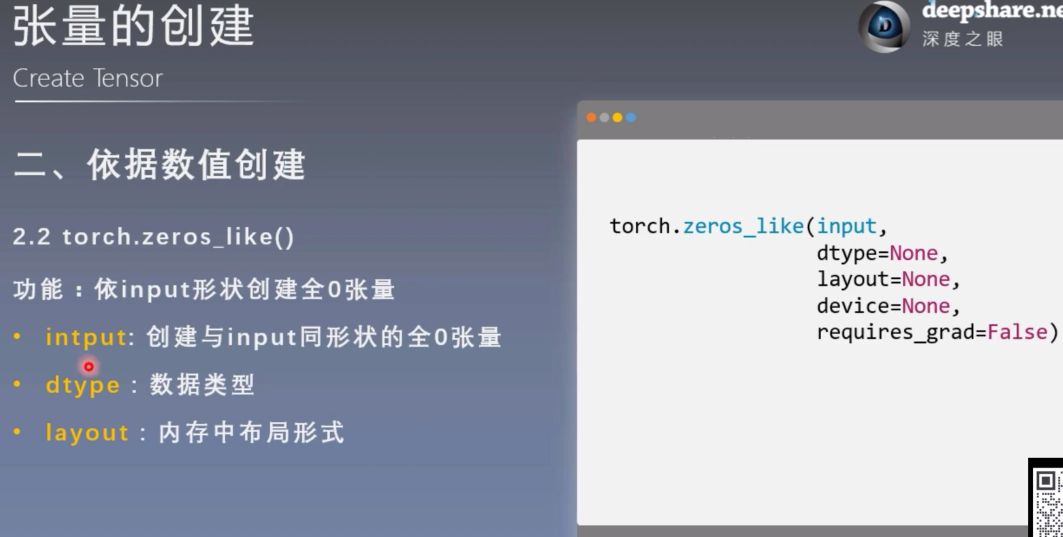 张量的创建
Create Tensor
deepshare.ne
深度之眼
二、依据数值创建
2.2 torch.zeros_like()
功能：依input形状创建全0张量
• intput: 创建与input同形状的全0张量
• dtype：数据类型
• layout：内存中布局形式
torch.zeros_like(input,
dtype=None,
layout=None,
device=None,
requires_grad=False)